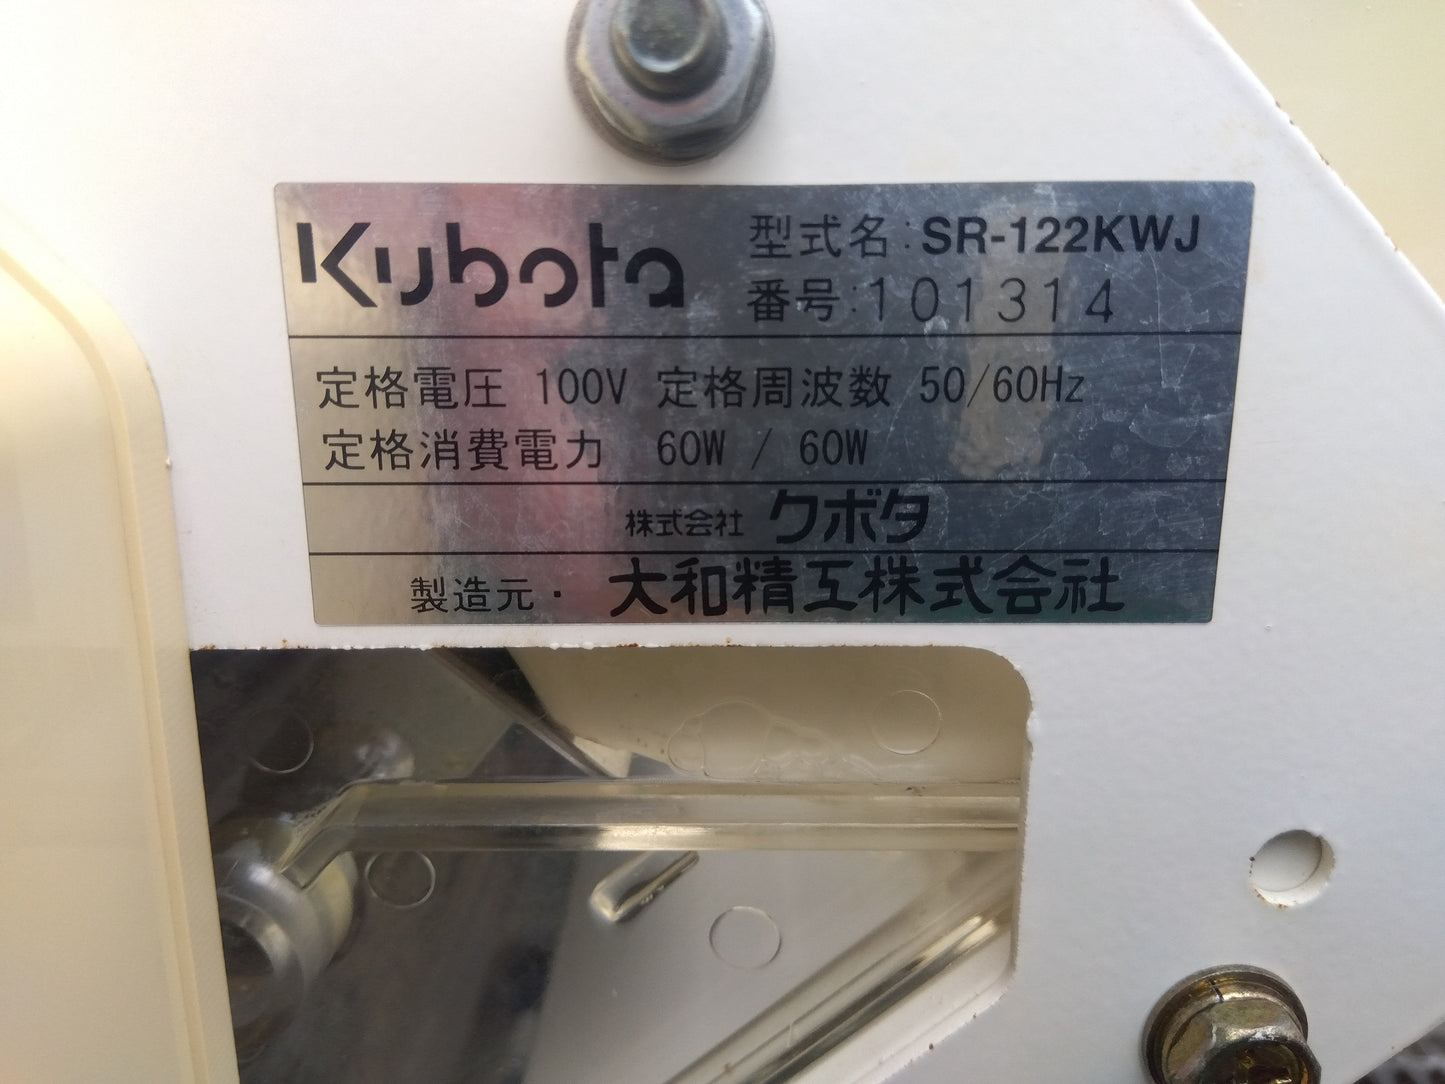 Kubota
型式名:SR-122KWJ
番号:101314
定格電圧 100V 定格周波数 50/60Hz
定格消費電力 60W / 60W
株式会社 クボタ
製造元・ 大和精工株式会社